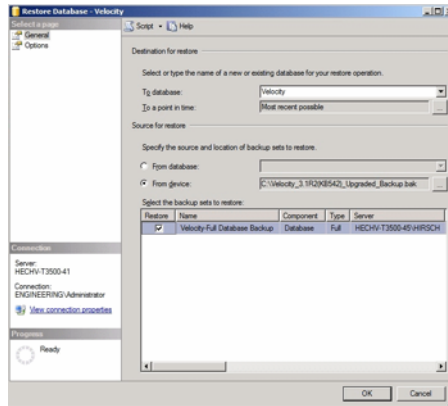 Restore Database - Velocity
Select a page
General
Options
Script
Help
Destination for restore
Select or type the name of a new or existing database for your restore operation.
To database:
Velocity
To a point in time:
Most recent possible
...
Source for restore
Specify the source and location of backup sets to restore.
From database:
From device:
C:\Velocity_3.1R2(KB542)_Upgraded_Backup.bak
...
Select the backup sets to restore:
Restore Name Component Type Server
Velocity-Full Database Backup Database Full HECHV-T3500-45\HIRSCH
Connection
Server:
HECHV-T3500-41
Connection:
ENGINEERING\Administrator
View connection properties
Progress
Ready
OK
Cancel